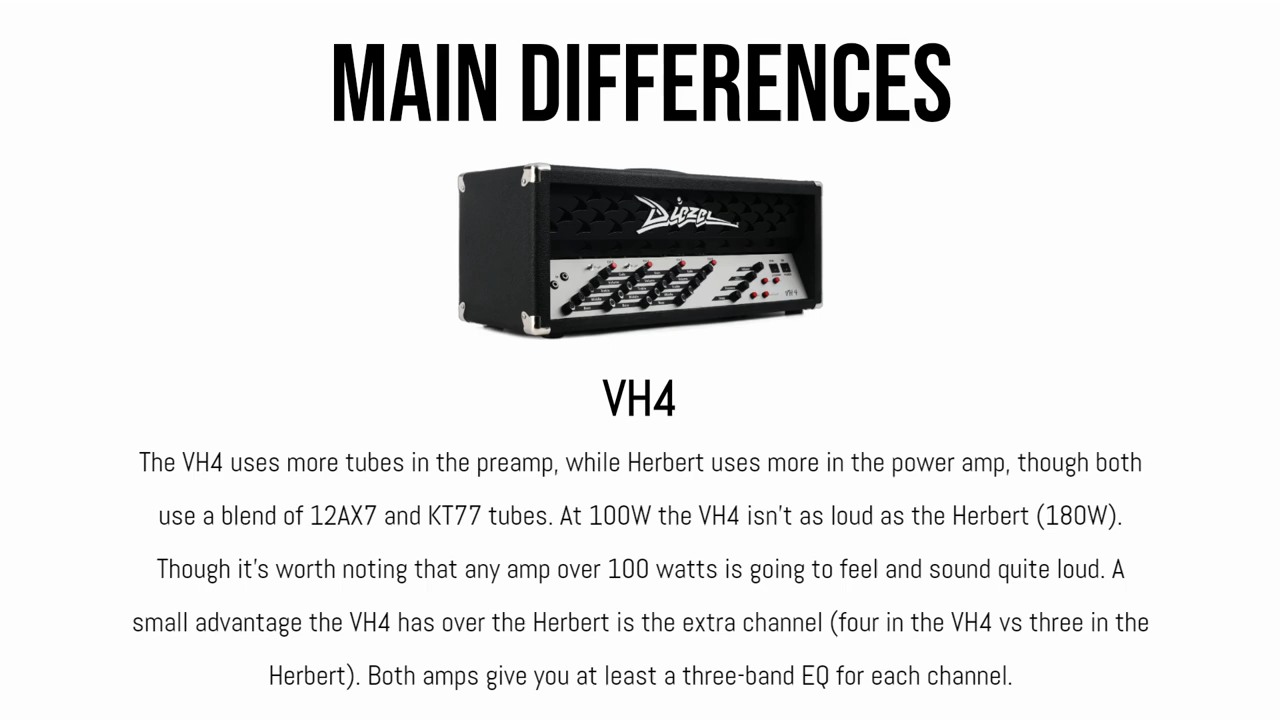 MAIN DIFFERENCES
Diezel
VH4
VH4
The VH4 uses more tubes in the preamp, while Herbert uses more in the power amp, though both
use a blend of 12AX7 and KT77 tubes. At 100W the VH4 isn't as loud as the Herbert (180W).
Though it's worth noting that any amp over 100 watts is going to feel and sound quite loud. A
small advantage the VH4 has over the Herbert is the extra channel (four in the VH4 vs three in the
Herbert). Both amps give you at least a three-band EQ for each channel.